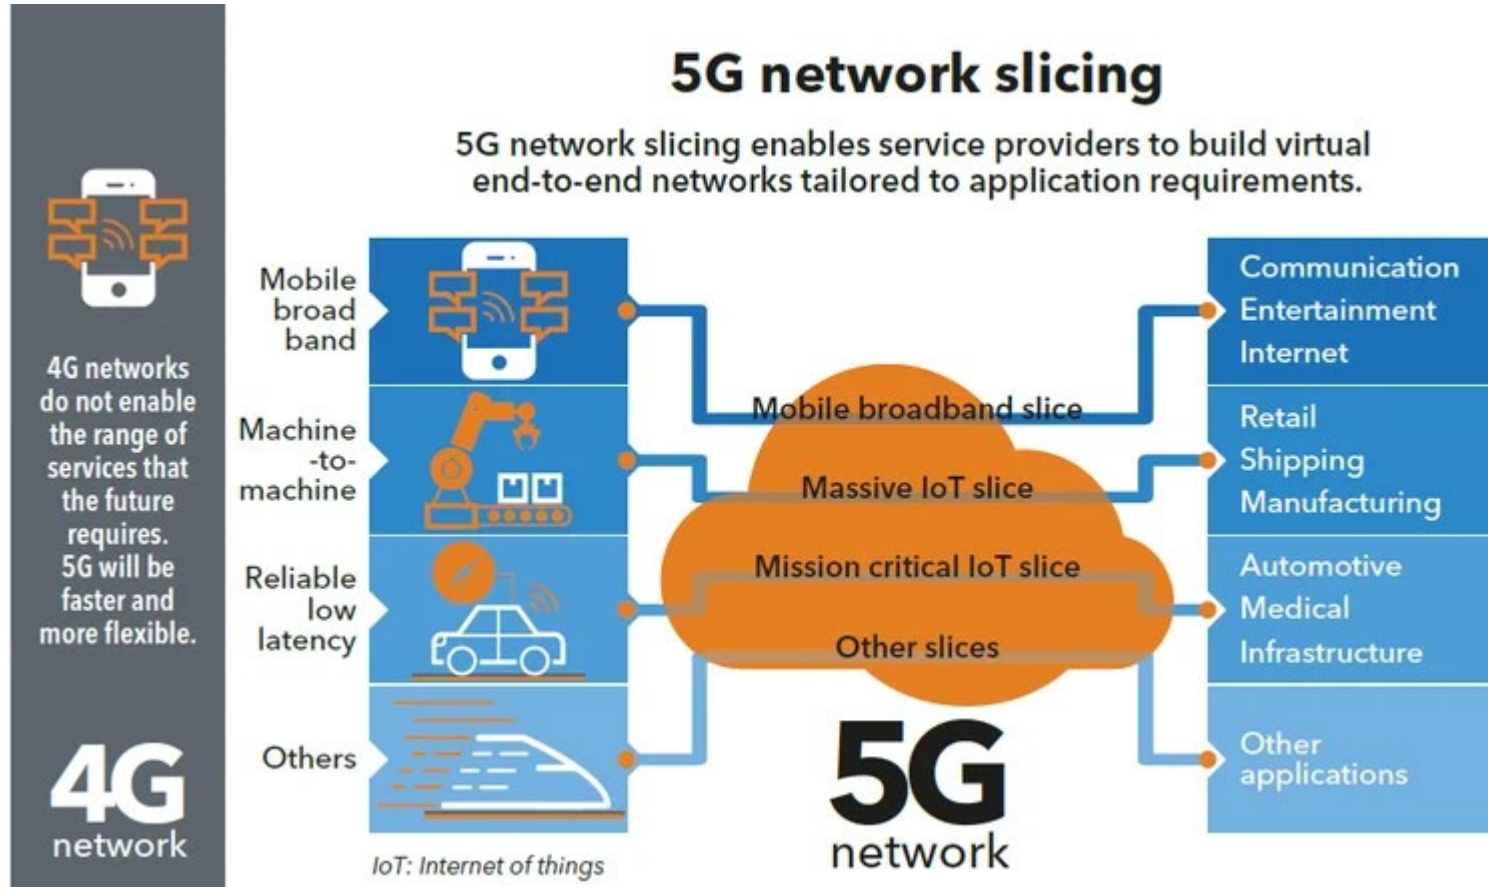 5G network slicing
5G network slicing enables service providers to build virtual
end-to-end networks tailored to application requirements.
4G networks
do not enable
the range of
services that
the future
requires.
5G will be
faster and
more flexible.
4G
network
Mobile
broad
band
Machine
-to-
machine
Reliable
low
latency
Others
Mobile broadband slice
Massive IoT slice
Mission critical IoT slice
Other slices
5G
network
Communication
Entertainment
Internet
Retail
Shipping
Manufacturing
Automotive
Medical
Infrastructure
Other
applications
IoT: Internet of things